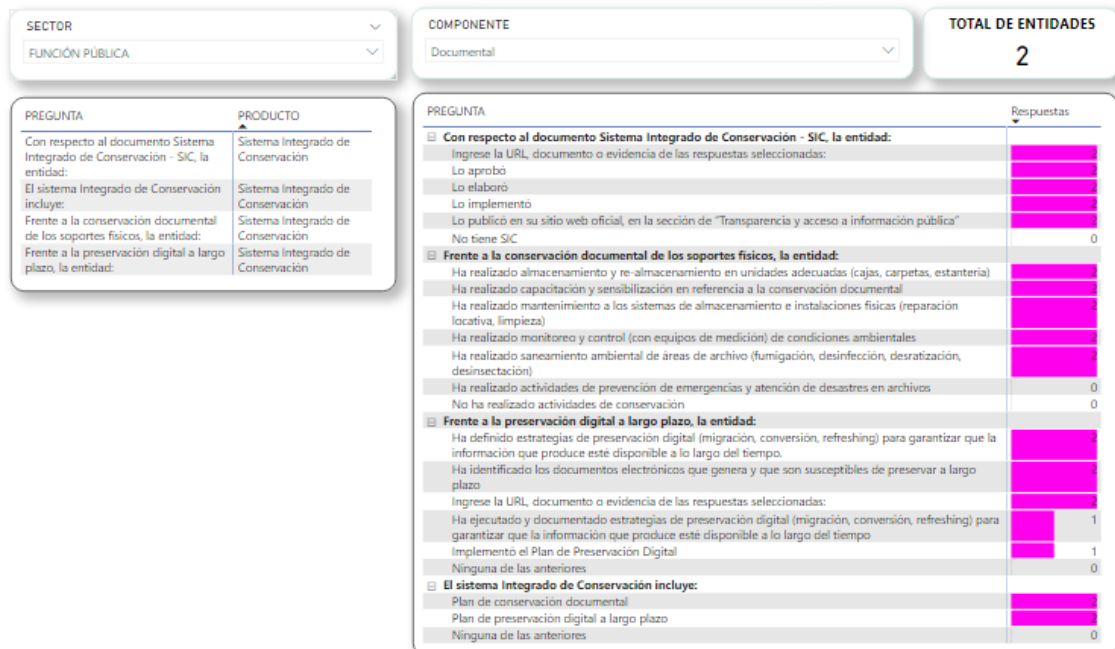 SECTOR
FUNCIÓN PÚBLICA
COMPONENTE
Documental
TOTAL DE ENTIDADES
2
PREGUNTA PRODUCTO
Con respecto al documento Sistema Sistema Integrado de
Integrado de Conservación - SIC, la Conservación
entidad:
El sistema Integrado de Conservación Sistema Integrado de
incluye: Conservación
Frente a la conservación documental Sistema Integrado de
de los soportes físicos, la entidad: Conservación
Frente a la preservación digital a largo Sistema Integrado de
plazo, la entidad: Conservación
PREGUNTA Respuestas
Con respecto al documento Sistema Integrado de Conservación - SIC, la entidad:
Ingrese la URL, documento o evidencia de las respuestas seleccionadas: 2
Lo aprobó 2
Lo elaboró 2
Lo implementó 2
Lo publicó en su sitio web oficial, en la sección de "Transparencia y acceso a información pública" 2
No tiene SIC 0
Frente a la conservación documental de los soportes físicos, la entidad:
Ha realizado almacenamiento y re-almacenamiento en unidades adecuadas (cajas, carpetas, estantería) 2
Ha realizado capacitación y sensibilización en referencia a la conservación documental 2
Ha realizado mantenimiento a los sistemas de almacenamiento e instalaciones físicas (reparación 2
locativa, limpieza)
Ha realizado monitoreo y control (con equipos de medición) de condiciones ambientales 2
Ha realizado saneamiento ambiental de áreas de archivo (fumigación, desinfección, desratización, 2
desinsectación)
Ha realizado actividades de prevención de emergencias y atención de desastres en archivos 0
No ha realizado actividades de conservación 0
Frente a la preservación digital a largo plazo, la entidad:
Ha definido estrategias de preservación digital (migración, conversión, refreshing) para garantizar que la 2
información que produce esté disponible a lo largo del tiempo.
Ha identificado los documentos electrónicos que genera y que son susceptibles de preservar a largo 2
plazo
Ingrese la URL, documento o evidencia de las respuestas seleccionadas: 2
Ha ejecutado y documentado estrategias de preservación digital (migración, conversión, refreshing) para 1
garantizar que la información que produce esté disponible a lo largo del tiempo
Implementó el Plan de Preservación Digital 1
Ninguna de las anteriores 0
El sistema Integrado de Conservación incluye:
Plan de conservación documental 2
Plan de preservación digital a largo plazo 2
Ninguna de las anteriores 0